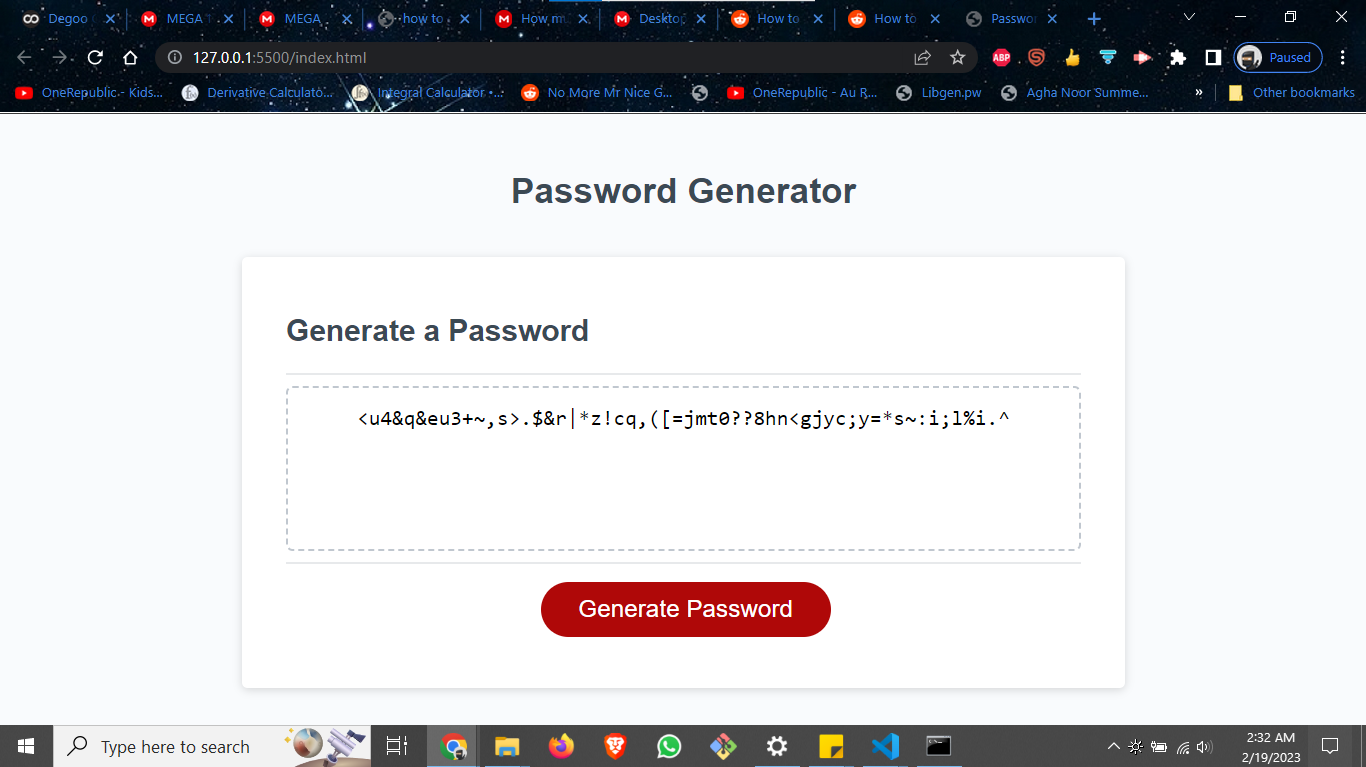 Degoo
MEGA
MEGA
how to
How m
Deskto
How to
How to
Passwor
127.0.0.1:5500/index.html
ABP
Paused
OneRepublic - Kids...
Derivative Calculato...
Integral Calculator -...
No More Mr Nice G...
OneRepublic - Au R...
Libgen.pw
Agha Noor Summe...
»
Other bookmarks
Password Generator
Generate a Password
<u4&q&eu3+~,s>.$&r|*z!cq,([=jmt0??8hn<gjyc;y=*s~:i;l%i.^
Generate Password
Type here to search
2:32 AM
2/19/2023